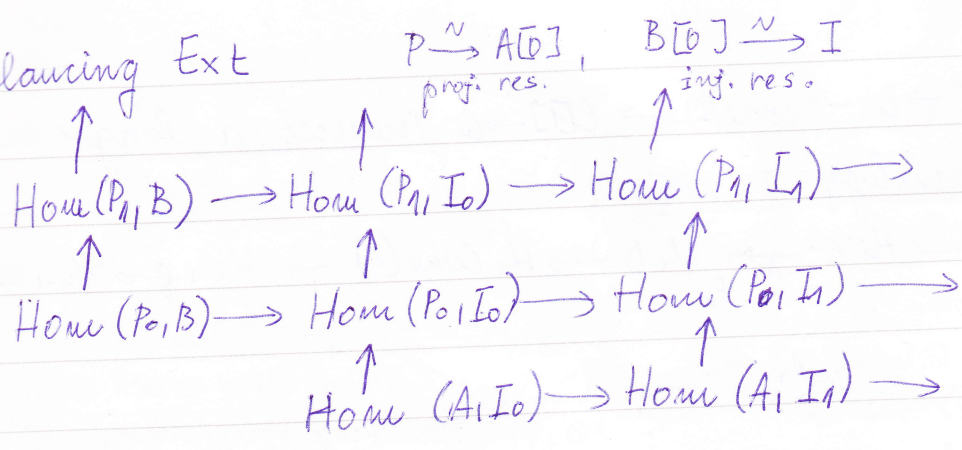 lancing Ext P ~→ A[0], B[0] ~→ I
proj. res. inj. res.
↑ ↑ ↑
Hom(P₁, B) → Hom(P₁, I₀) → Hom(P₁, I₁) →
↑ ↑ ↑
Hom(P₀, B) → Hom(P₀, I₀) → Hom(P₀, I₁) →
↑ ↑
Hom(A, I₀) → Hom(A, I₁) →